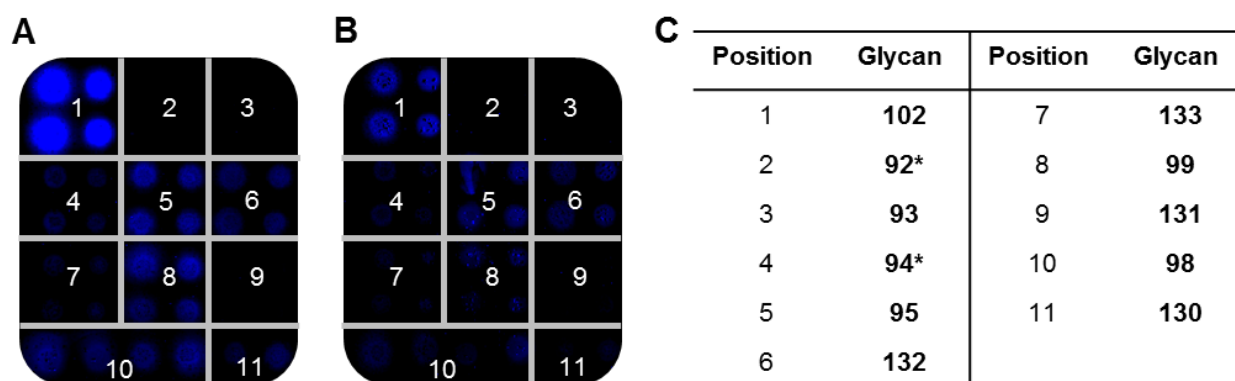 A
1 2 3
4 5 6
7 8 9
10 11
B
1 2 3
4 5 6
7 8 9
10 11
C
Position Glycan Position Glycan
1 102 7 133
2 92* 8 99
3 93 9 131
4 94* 10 98
5 95 11 130
6 132